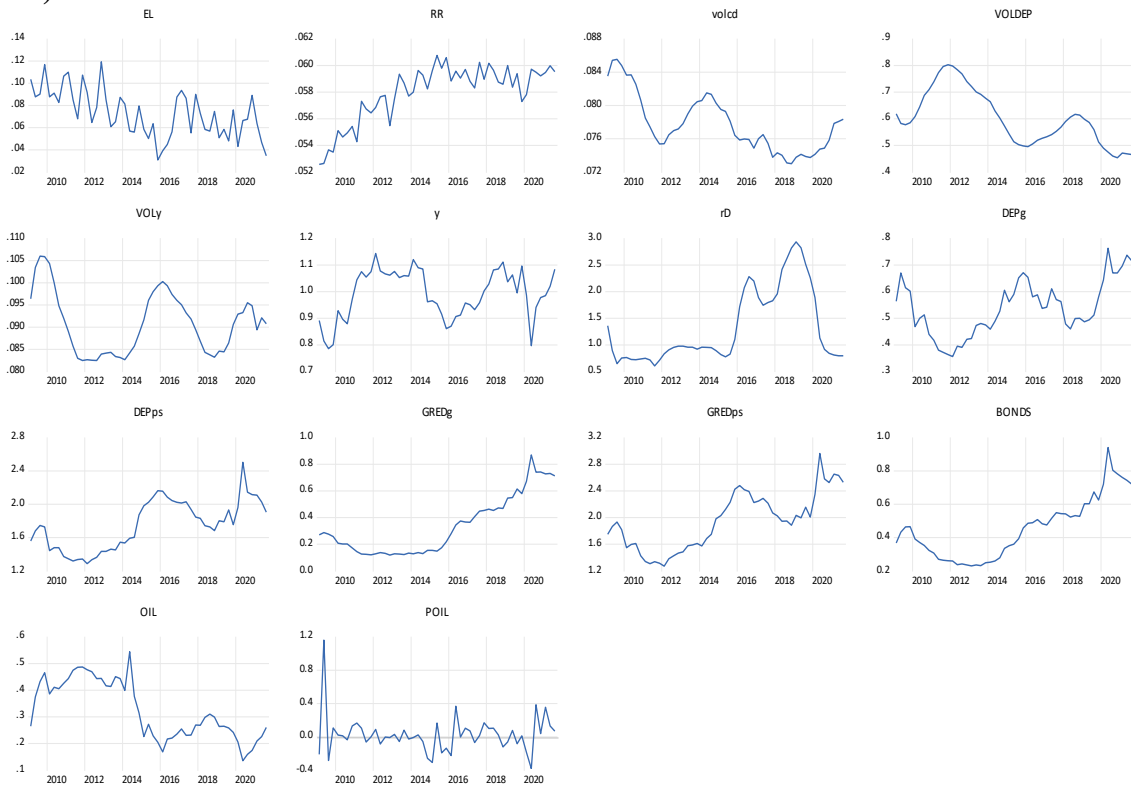 EL RR volcd VOLDEP
.14 .062 .088 .9
.12 .060 .084 .8
.10 .058 .080 .7
.08 .056 .076 .6
.06 .054 .072 .5
.04 .052 .4
.02
2010 2012 2014 2016 2018 2020 2010 2012 2014 2016 2018 2020 2010 2012 2014 2016 2018 2020 2010 2012 2014 2016 2018 2020
VOLy y rD DEPg
.110 1.2 3.0 .8
.105 1.1 2.5 .7
.100 1.0 2.0 .6
.095 0.9 1.5 .5
.090 0.8 1.0 .4
.085 0.7 0.5 .3
.080
2010 2012 2014 2016 2018 2020 2010 2012 2014 2016 2018 2020 2010 2012 2014 2016 2018 2020 2010 2012 2014 2016 2018 2020
DEPps GREDg GREDps BONDS
2.8 1.0 3.2 1.0
2.4 0.8 2.8 0.8
2.0 0.6 2.4 0.6
1.6 0.4 2.0 0.4
1.2 0.2 1.6 0.2
0.0 1.2
2010 2012 2014 2016 2018 2020 2010 2012 2014 2016 2018 2020 2010 2012 2014 2016 2018 2020 2010 2012 2014 2016 2018 2020
OIL POIL
.6 1.2
.5 0.8
.4 0.4
.3 0.0
.2 -0.4
.1
2010 2012 2014 2016 2018 2020 2010 2012 2014 2016 2018 2020